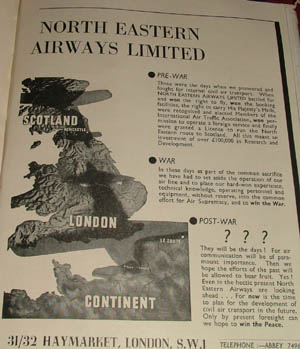 NORTH EASTERN
AIRWAYS LIMITED
PRE-WAR
Those were the days when we pioneered and
fought for internal civil air transport. When
NORTH EASTERN AIRWAYS LIMITED battled for
and won the right to fly, won the booking
facilities, the right to carry His Majesty's Mails,
were recognised and elected Members of the
International Air Traffic Association, won per-
mission to operate a foreign service and finally
were granted a Licence to run the North
Eastern route to Scotland. All this meant an
investment of over £100,000 in Research and
Development.
SCOTLAND
NEWCASTLE
WAR
In these days as part of the common sacrifice
we have had to set aside the operation of our
air line and to place our hard-won experience,
technical knowledge, operating personnel and
equipment, without reserve, into the common
effort for Air Supremacy, and to win the War.
LONDON
LE ZOUTE
CONTINENT
POST-WAR
? ? ?
They will be the days! For air
communication will be of para-
mount importance. Then we
hope the efforts of the past will
be allowed to bear fruit. Yes!
Even in the hostile present North
Eastern Airways are looking
ahead . . . For now is the time
to plan for the development of
civil air transport in the future.
Only by present foresight can
we hope to win the Peace.
31/32 HAYMARKET, LONDON, S.W.1
TELEPHONE :—ABBEY